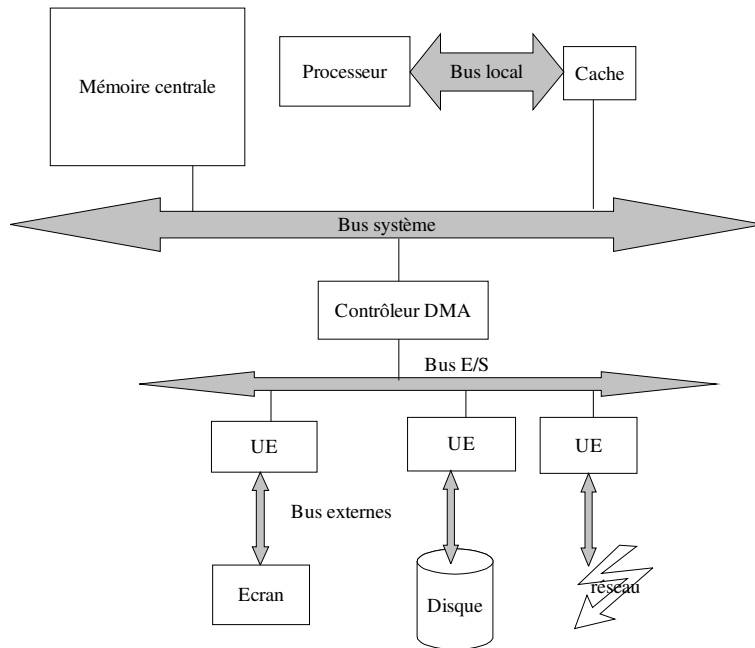 Mémoire centrale
Processeur
Bus local
Cache
Bus système
Contrôleur DMA
Bus E/S
UE
UE
UE
Bus externes
Ecran
Disque
réseau